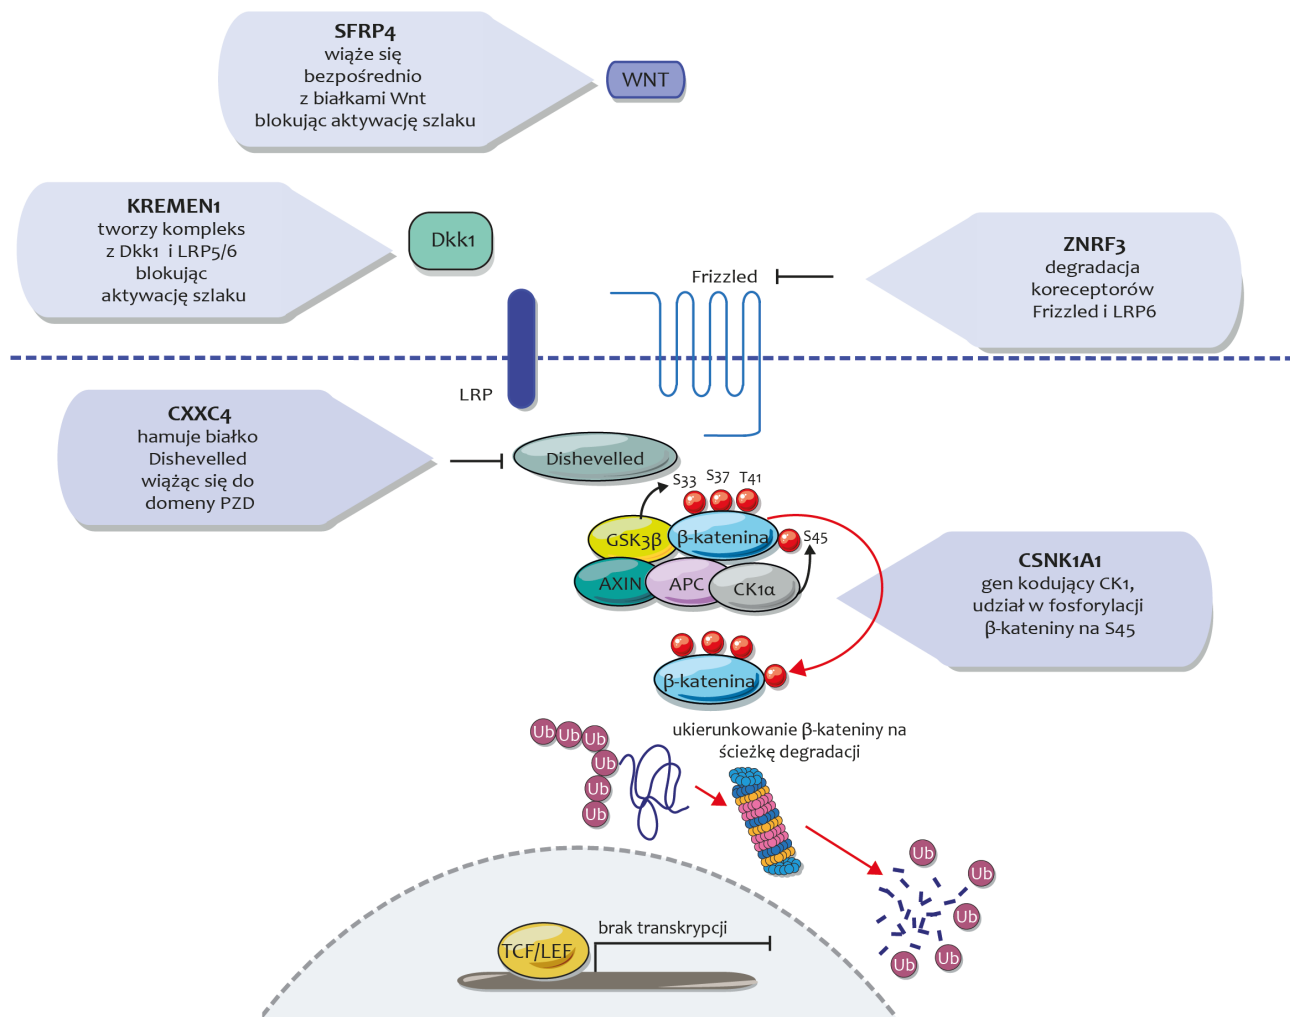 SFRP4
wiąże się
bezpośrednio
z białkami Wnt
blokując aktywację szlaku
WNT
KREMEN1
tworzy kompleks
z Dkk1 i LRP5/6
blokując
aktywację szlaku
Dkk1
ZNRF3
degradacja
koreceptorów
Frizzled i LRP6
Frizzled
LRP
CXXC4
hamuje białko
Dishevelled
wiążąc się do
domeny PZD
Dishevelled
S33
S37
T41
GSK3β
β-katenina
S45
AXIN
APC
CK1α
CSNK1A1
gen kodujący CK1,
udział w fosforylacji
β-kateniny na S45
β-katenina
ukierunkowanie β-kateniny na
ścieżkę degradacji
Ub
Ub
Ub
Ub
Ub
Ub
Ub
Ub
Ub
Ub
Ub
brak transkrypcji
TCF/LEF